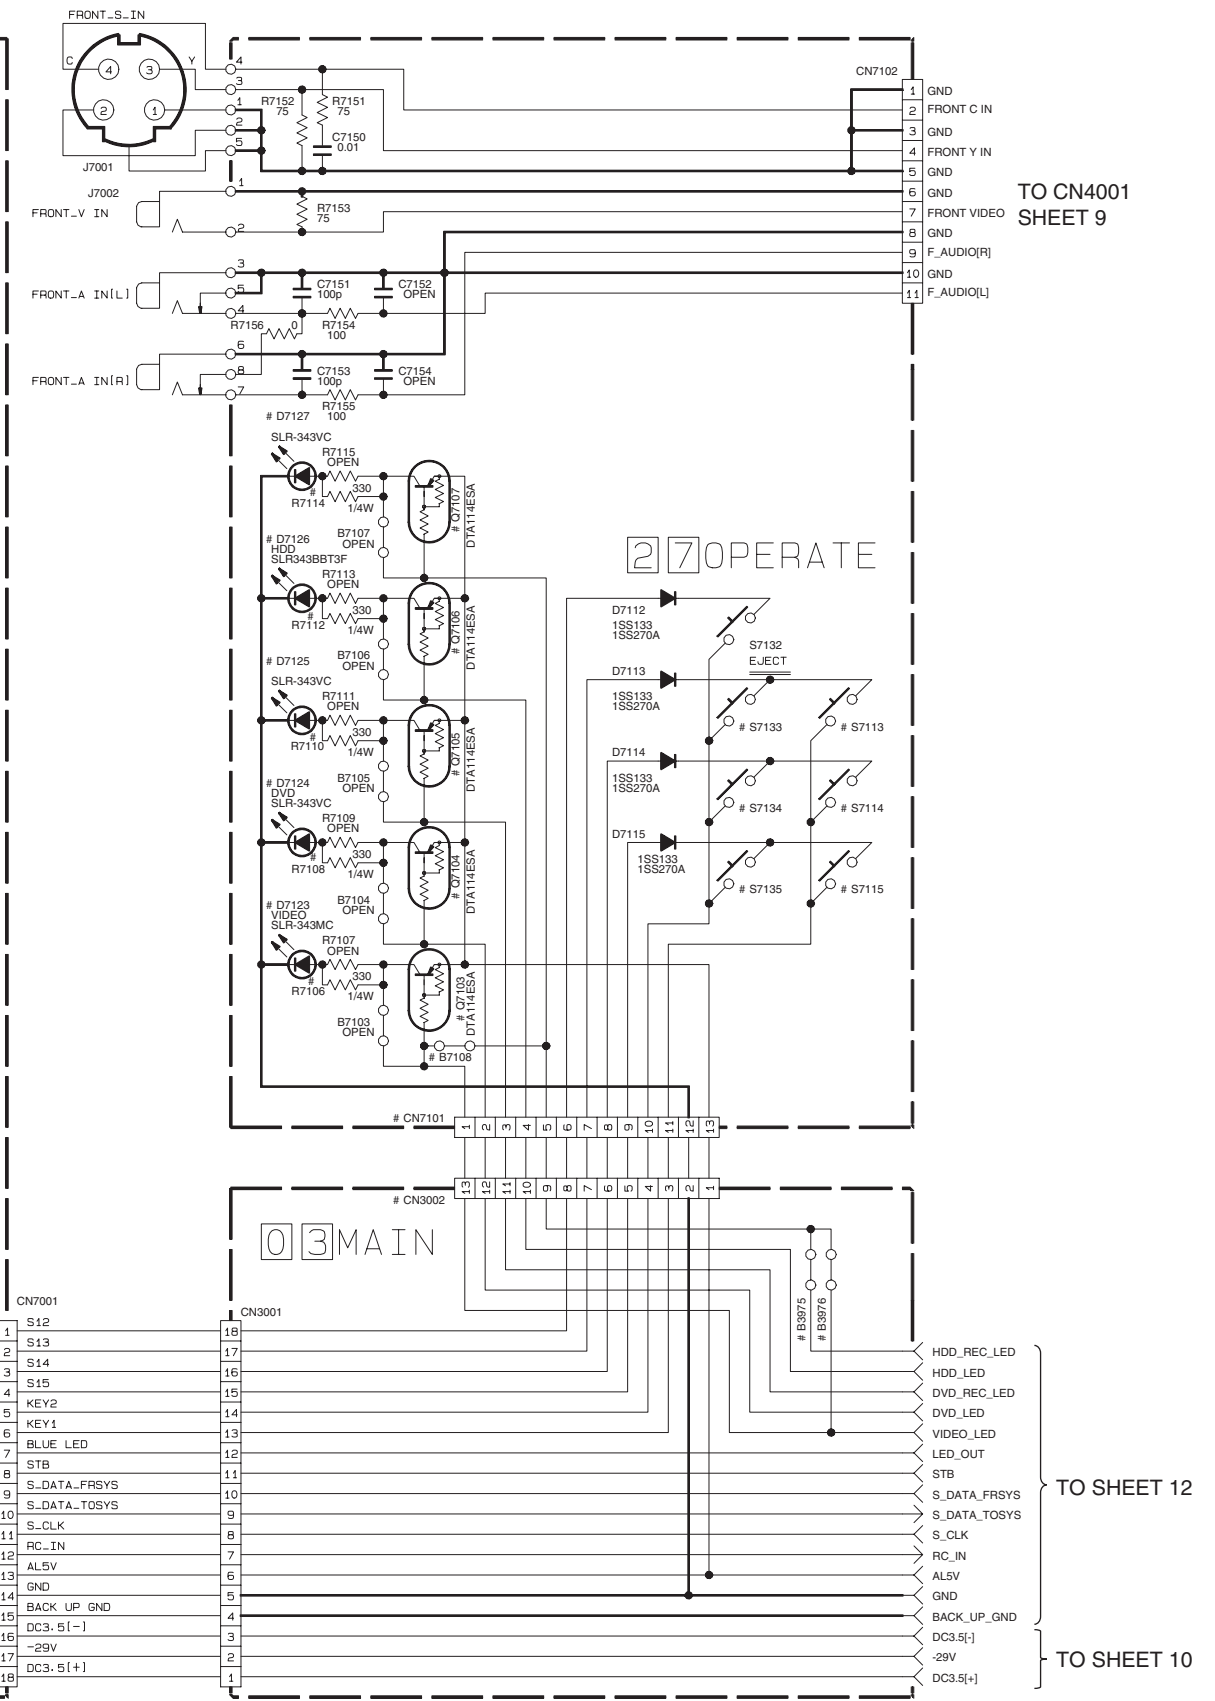 FRONT_S_IN
C
4
3
Y
2
1
J7001
4
3
1
2
5
R7152
75
R7151
75
C7150
0.01
CN7102
1 GND
2 FRONT C IN
3 GND
4 FRONT Y IN
5 GND
6 GND
7 FRONT VIDEO
8 GND
9 F_AUDIO[R]
10 GND
11 F_AUDIO[L]
TO CN4001
SHEET 9
J7002
FRONT_V IN
1
2
R7153
75
FRONT_A IN[L]
3
5
4
C7151
100p
C7152
OPEN
R7156
0
R7154
100
FRONT_A IN[R]
6
8
7
C7153
100p
C7154
OPEN
R7155
100
# D7127
SLR-343VC
R7115
OPEN
#
R7114
330
1/4W
B7107
OPEN
# Q7107
DTA114ESA
# D7126
HDD
SLR343BBT3F
R7113
OPEN
#
R7112
330
1/4W
B7106
OPEN
# Q7106
DTA114ESA
# D7125
SLR-343VC
R7111
OPEN
#
R7110
330
1/4W
B7105
OPEN
# Q7105
DTA114ESA
# D7124
DVD
SLR-343VC
R7109
OPEN
#
R7108
330
1/4W
B7104
OPEN
# Q7104
DTA114ESA
# D7123
VIDEO
SLR-343MC
R7107
OPEN
#
R7106
330
1/4W
B7103
OPEN
# Q7103
DTA114ESA
# B7108
27OPERATE
D7112
1SS133
1SS270A
S7132
EJECT
D7113
1SS133
1SS270A
# S7133
# S7113
D7114
1SS133
1SS270A
# S7134
# S7114
D7115
1SS133
1SS270A
# S7135
# S7115
# CN7101
1 2 3 4 5 6 7 8 9 10 11 12 13
# CN3002
13 12 11 10 9 8 7 6 5 4 3 2 1
03MAIN
# B3975
# B3976
CN7001
CN3001
1 S12 18
2 S13 17
3 S14 16
4 S15 15
5 KEY2 14
6 KEY1 13
7 BLUE LED 12
8 STB 11
9 S_DATA_FRSYS 10
10 S_DATA_TOSYS 9
11 S_CLK 8
12 RC_IN 7
13 AL5V 6
14 GND 5
15 BACK UP GND 4
16 DC3.5[-] 3
17 -29V 2
18 DC3.5[+] 1
HDD_REC_LED
HDD_LED
DVD_REC_LED
DVD_LED
VIDEO_LED
LED_OUT
STB
S_DATA_FRSYS
S_DATA_TOSYS
S_CLK
RC_IN
AL5V
GND
BACK_UP_GND
DC3.5[-]
-29V
DC3.5[+]
TO SHEET 12
TO SHEET 10